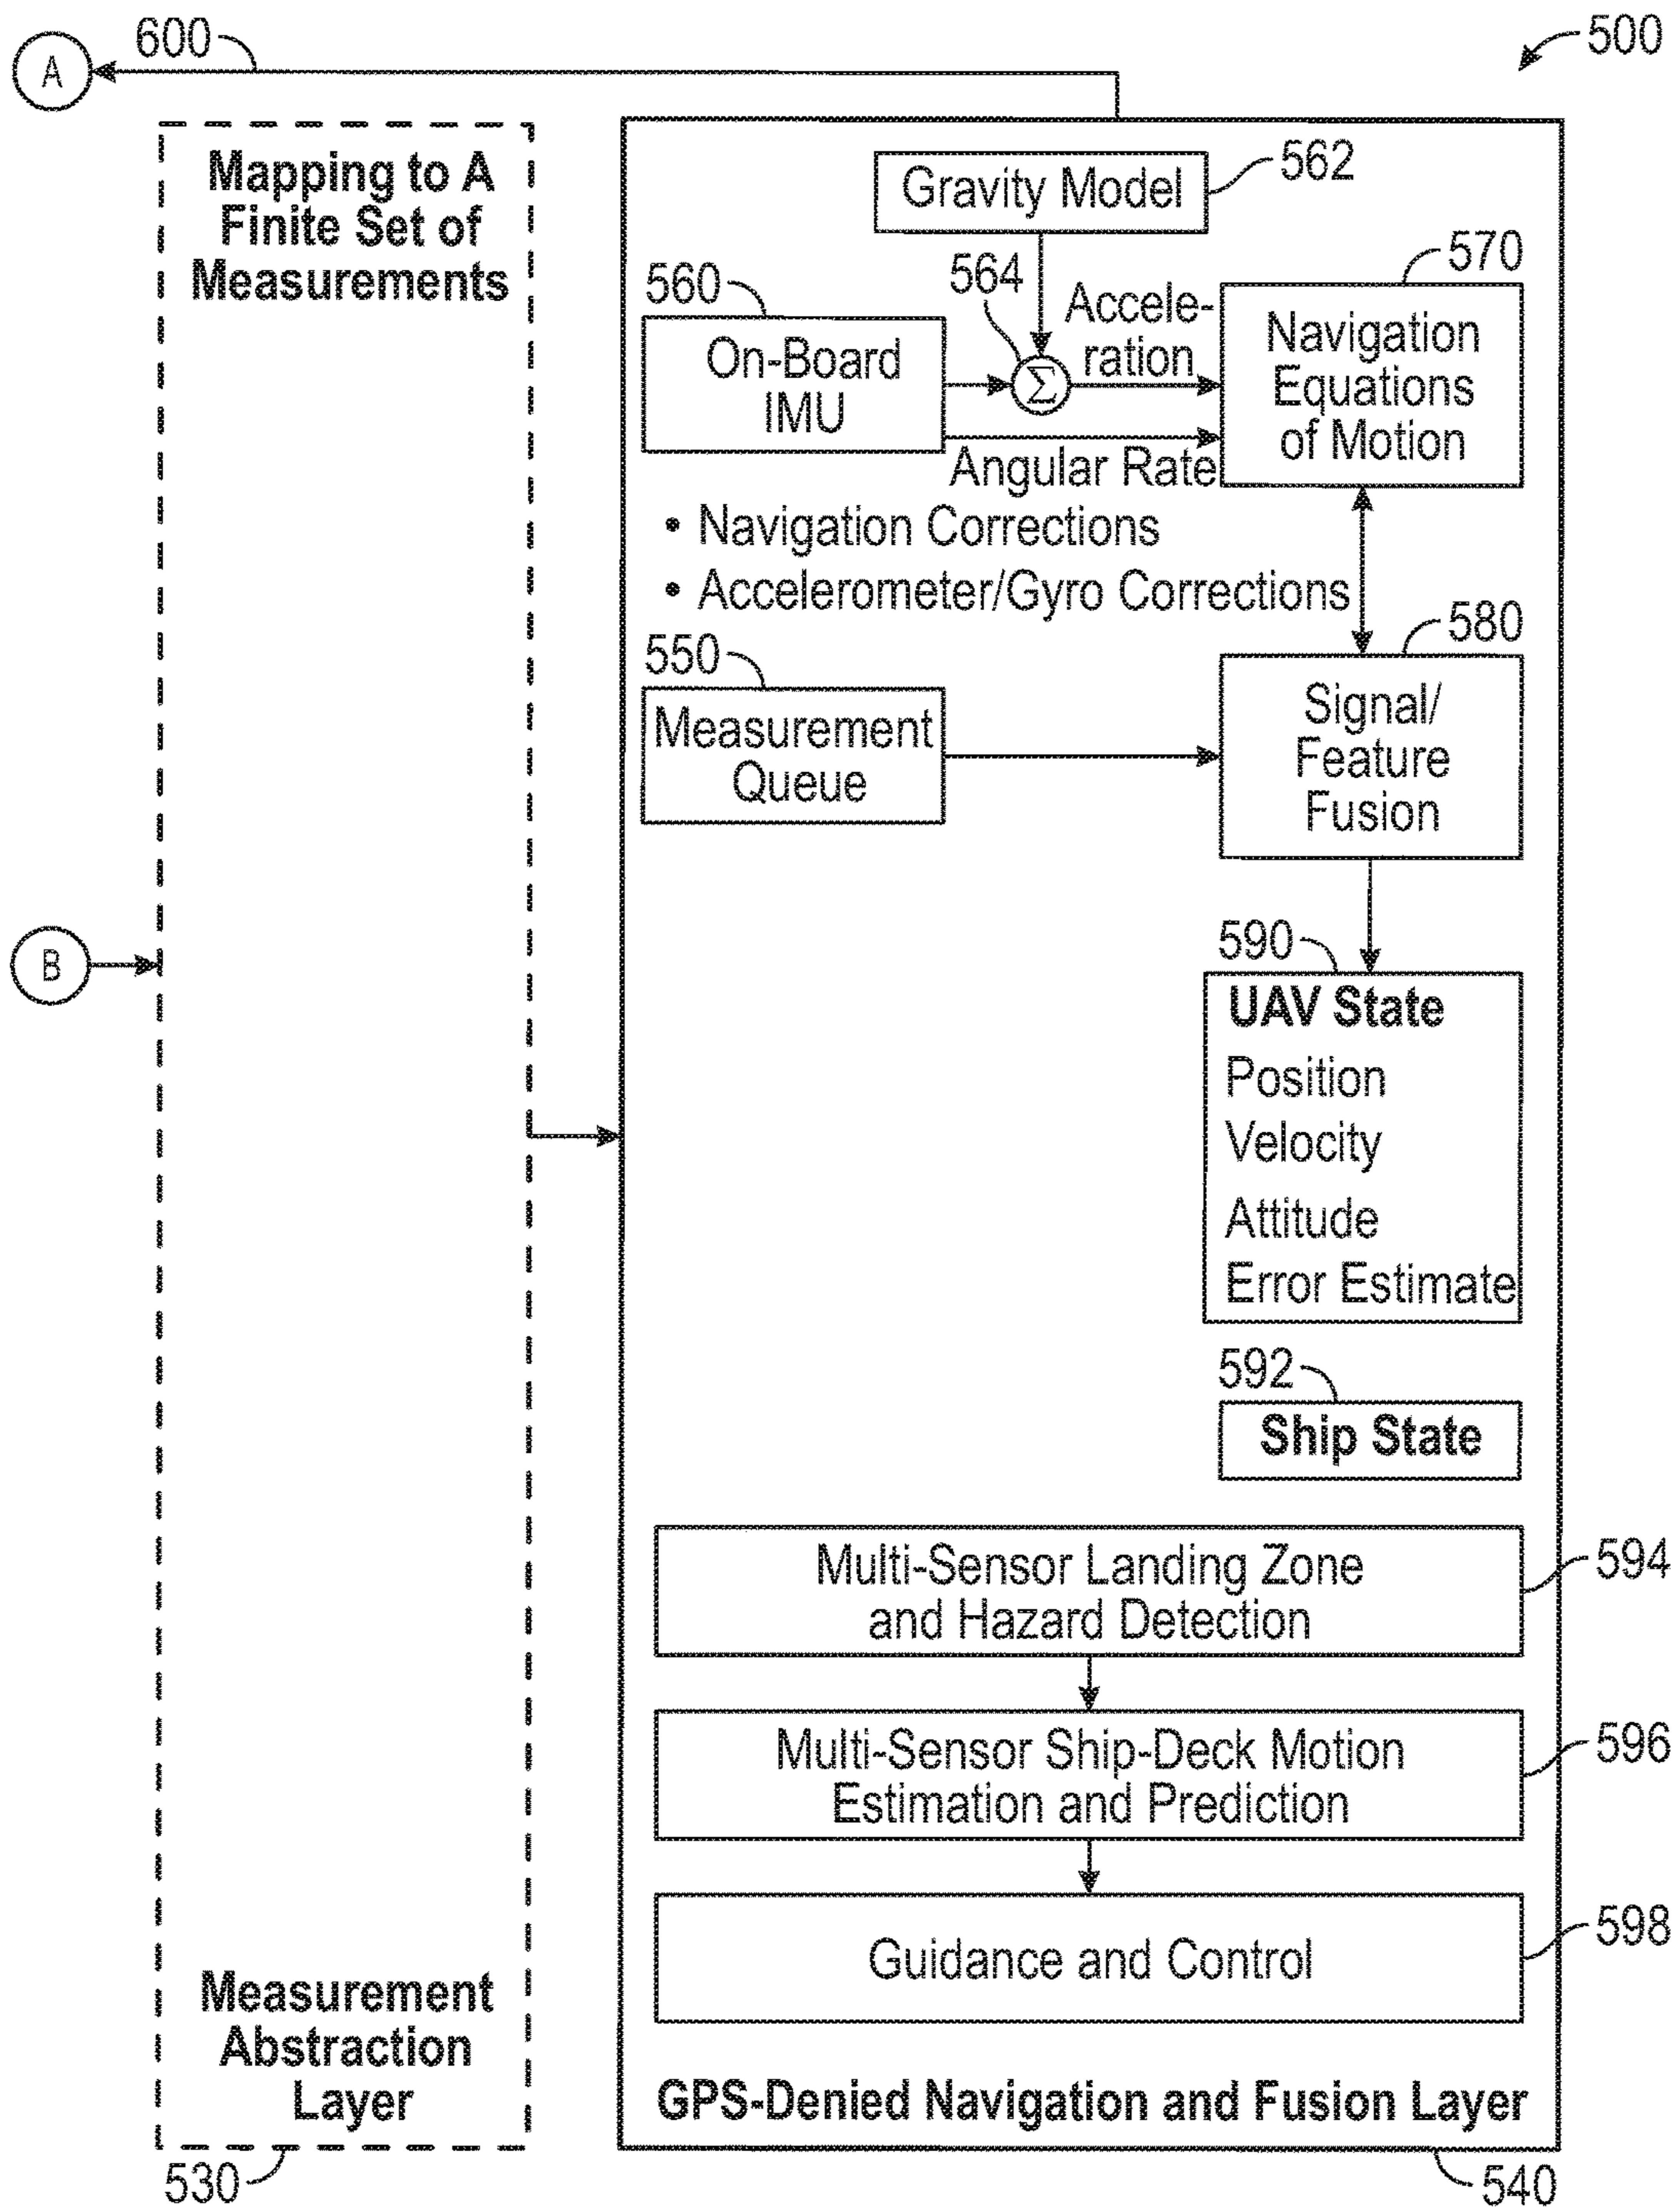 A
600
500
Mapping to A
Finite Set of
Measurements
Gravity Model
562
564
Accele-
ration
560
On-Board
IMU
Σ
570
Navigation
Equations
of Motion
Angular Rate
• Navigation Corrections
• Accelerometer/Gyro Corrections
550
Measurement
Queue
580
Signal/
Feature
Fusion
B
590
UAV State
Position
Velocity
Attitude
Error Estimate
592
Ship State
Multi-Sensor Landing Zone
and Hazard Detection
594
Multi-Sensor Ship-Deck Motion
Estimation and Prediction
596
Guidance and Control
598
Measurement
Abstraction
Layer
GPS-Denied Navigation and Fusion Layer
530
540